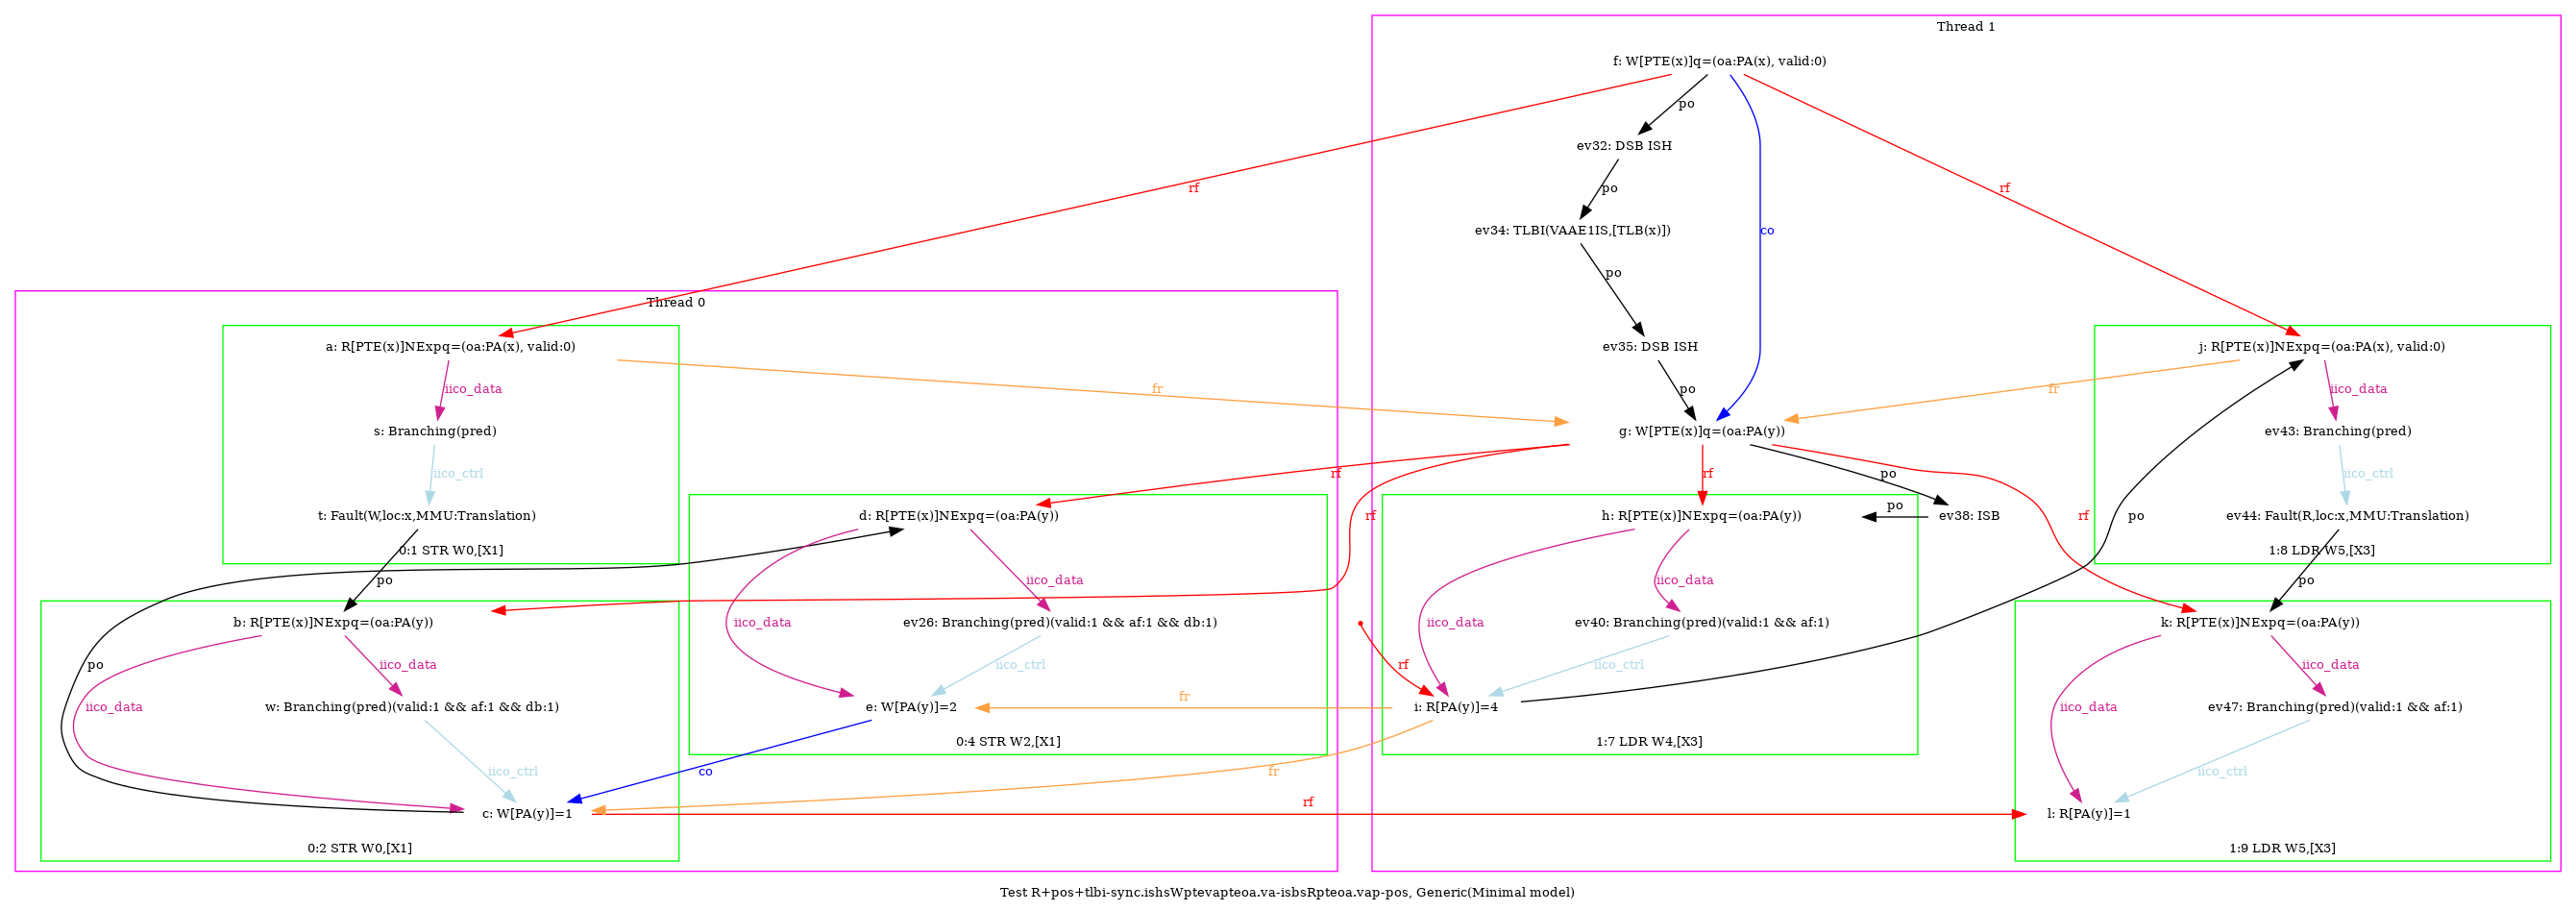 Thread 1
f: W[PTE(x)]q=(oa:PA(x), valid:0)
po
ev32: DSB ISH
rf
po
rf
ev34: TLBI(VAAE1IS,[TLB(x)])
co
po
Thread 0
a: R[PTE(x)]NExpq=(oa:PA(x), valid:0)
ev35: DSB ISH
j: R[PTE(x)]NExpq=(oa:PA(x), valid:0)
iico_data
fr
po
fr
iico_data
s: Branching(pred)
g: W[PTE(x)]q=(oa:PA(y))
ev43: Branching(pred)
iico_ctrl
rf
rf
po
iico_ctrl
t: Fault(W,loc:x,MMU:Translation)
d: R[PTE(x)]NExpq=(oa:PA(y))
rf
h: R[PTE(x)]NExpq=(oa:PA(y))
po
ev38: ISB
rf
po
ev44: Fault(R,loc:x,MMU:Translation)
0:1 STR W0,[X1]
1:8 LDR W5,[X3]
po
iico_data
iico_data
po
b: R[PTE(x)]NExpq=(oa:PA(y))
iico_data
ev26: Branching(pred)(valid:1 && af:1 && db:1)
iico_data
ev40: Branching(pred)(valid:1 && af:1)
k: R[PTE(x)]NExpq=(oa:PA(y))
po
iico_data
iico_ctrl
rf
iico_ctrl
iico_data
iico_data
w: Branching(pred)(valid:1 && af:1 && db:1)
e: W[PA(y)]=2
fr
i: R[PA(y)]=4
iico_data
ev47: Branching(pred)(valid:1 && af:1)
0:4 STR W2,[X1]
1:7 LDR W4,[X3]
iico_ctrl
co
fr
iico_ctrl
c: W[PA(y)]=1
rf
l: R[PA(y)]=1
0:2 STR W0,[X1]
1:9 LDR W5,[X3]
Test R+pos+tlbi-sync.ishsWptevapteoa.va-isbsRpteoa.vap-pos, Generic(Minimal model)